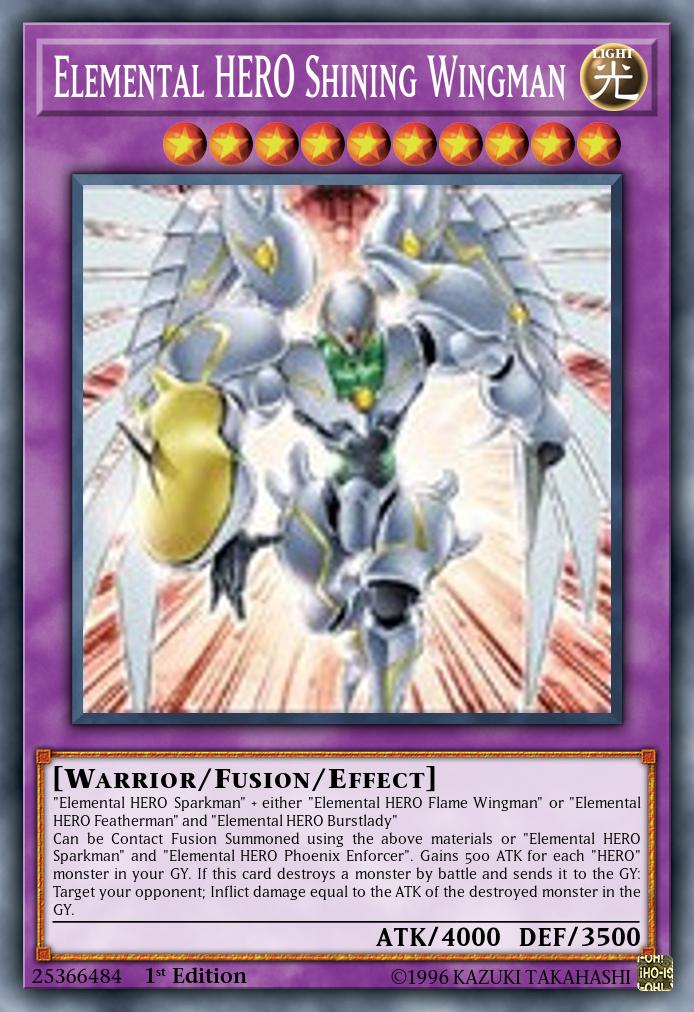 Elemental HERO Shining Wingman
LIGHT
光
[Warrior/Fusion/Effect]
"Elemental HERO Sparkman" + either "Elemental HERO Flame Wingman" or "Elemental
HERO Featherman" and "Elemental HERO Burstlady"
Can be Contact Fusion Summoned using the above materials or "Elemental HERO
Sparkman" and "Elemental HERO Phoenix Enforcer". Gains 500 ATK for each "HERO"
monster in your GY. If this card destroys a monster by battle and sends it to the GY:
Target your opponent; Inflict damage equal to the ATK of the destroyed monster in the
GY.
ATK/4000 DEF/3500
25366484 1st Edition ©1996 KAZUKI TAKAHASHI